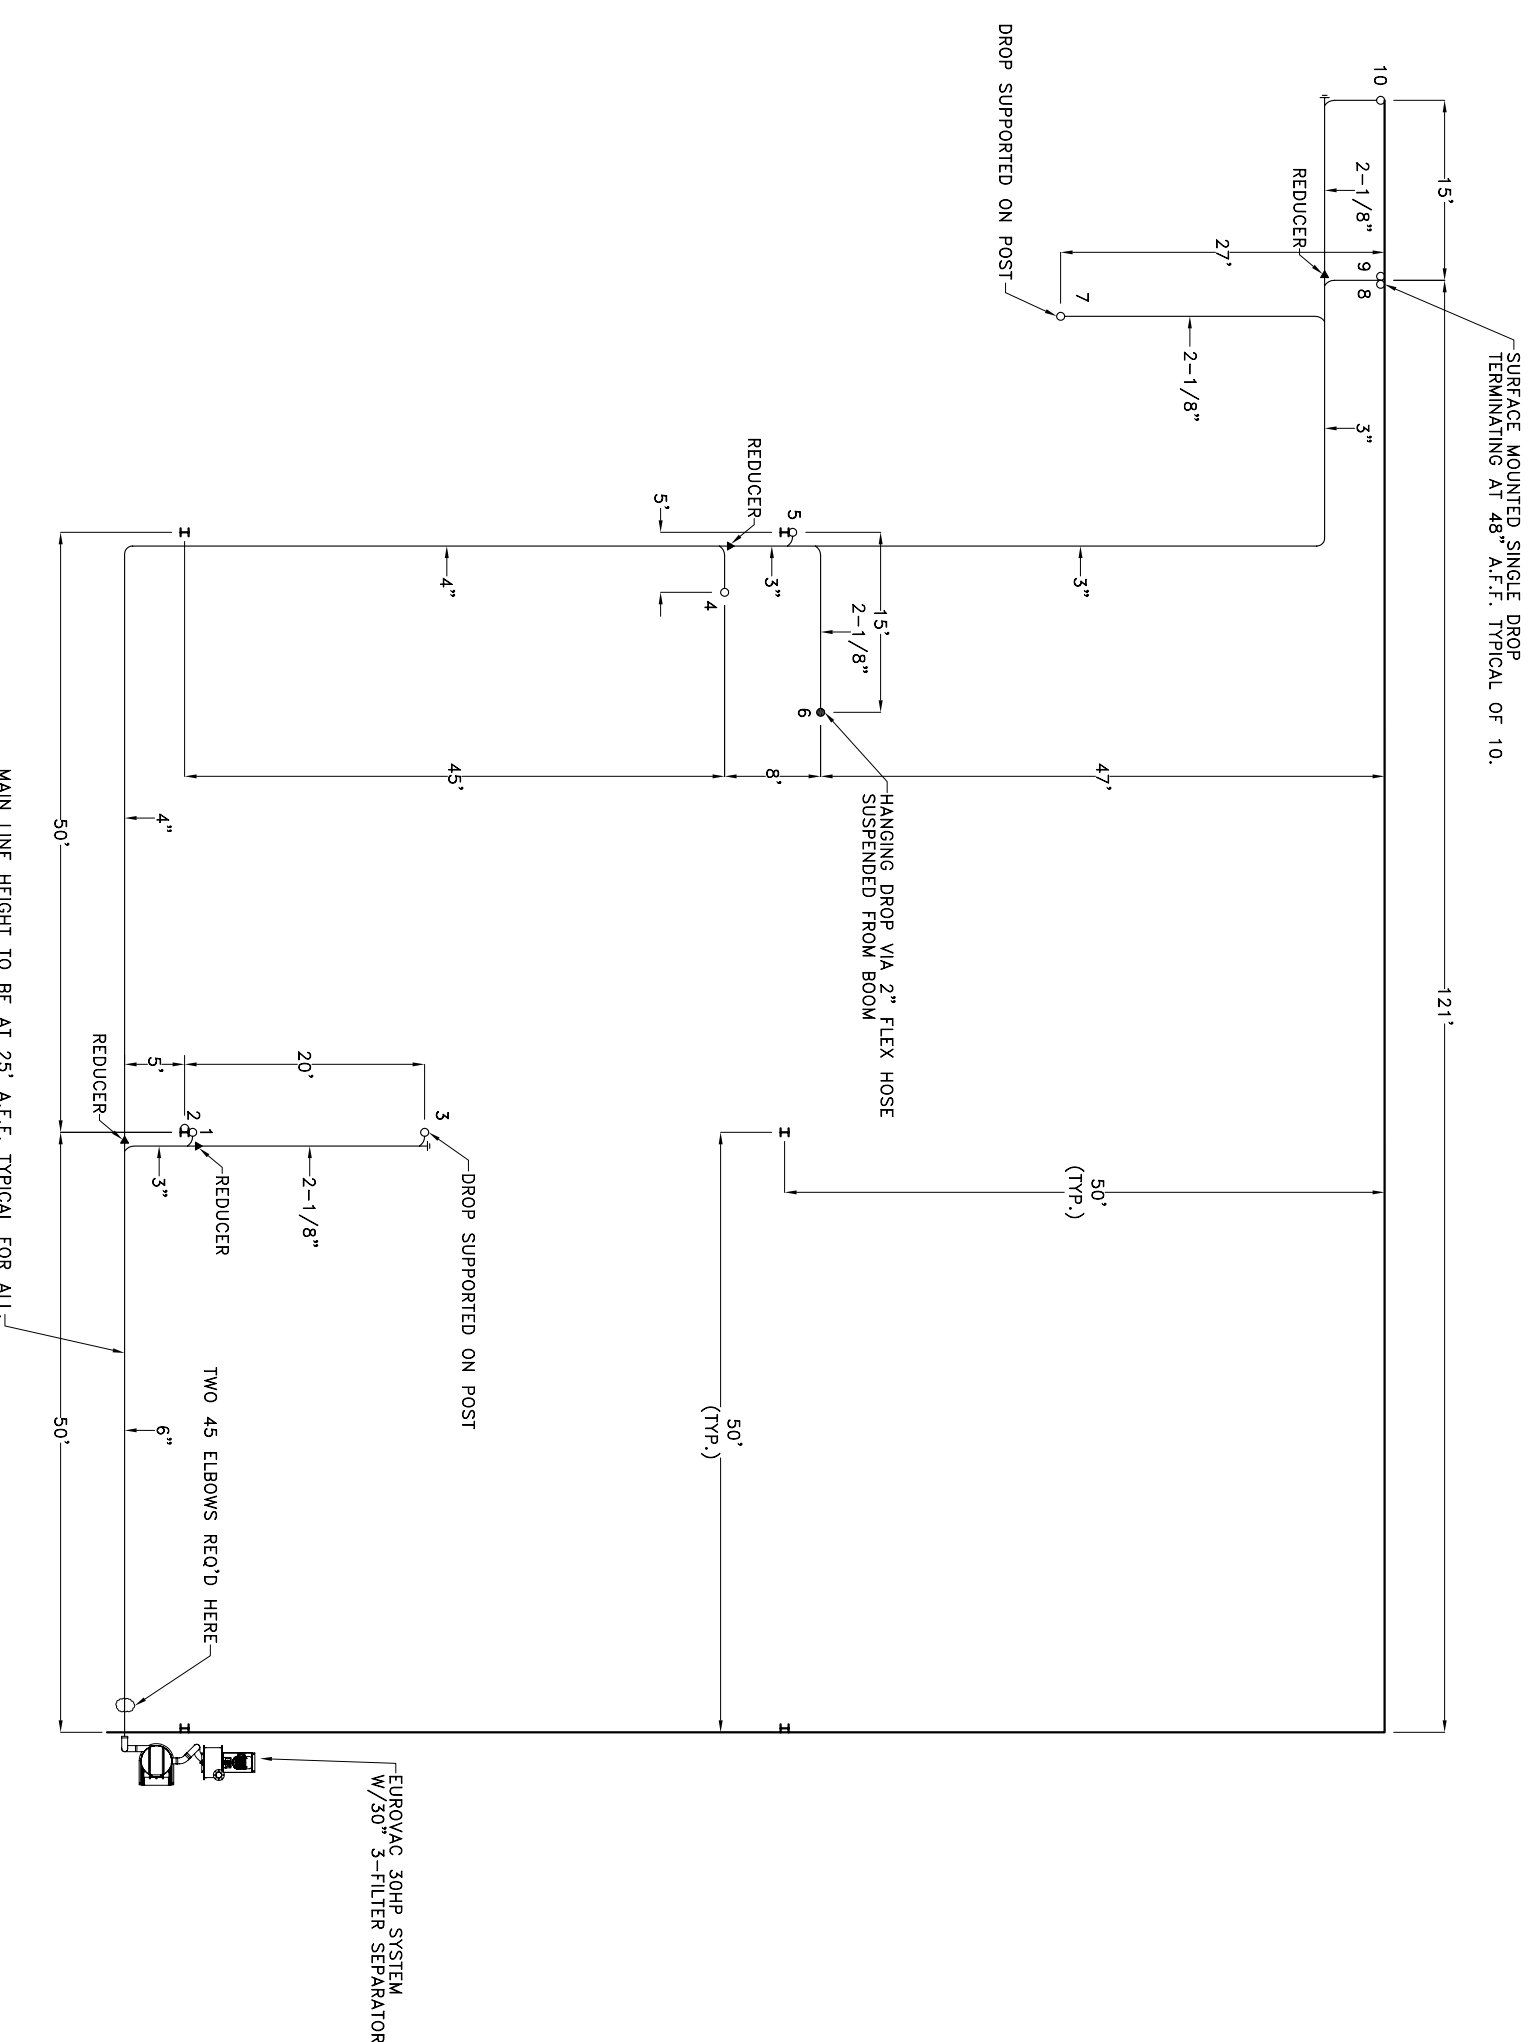 SURFACE MOUNTED SINGLE DROP
TERMINATING AT 48" A.F.F. TYPICAL OF 10.
15'
121'
10
2-1/8"
9
8
3"
REDUCER
27'
2-1/8"
47'
50'
(TYP.)
7
3"
DROP SUPPORTED ON POST
15'
2-1/8"
HANGING DROP VIA 2" FLEX HOSE
SUSPENDED FROM BOOM
6
5
3"
8'
REDUCER
50'
(TYP.)
4
5'
DROP SUPPORTED ON POST
4"
45'
3
EUROVAC 30HP SYSTEM
W/30" 3-FILTER SEPARATOR
20'
2-1/8"
REDUCER
TWO 45 ELBOWS REQ'D HERE
1
2
4"
5'
3"
6"
REDUCER
50'
50'
MAIN LINE HEIGHT TO BE AT 25' A.F.F. TYPICAL FOR ALL.